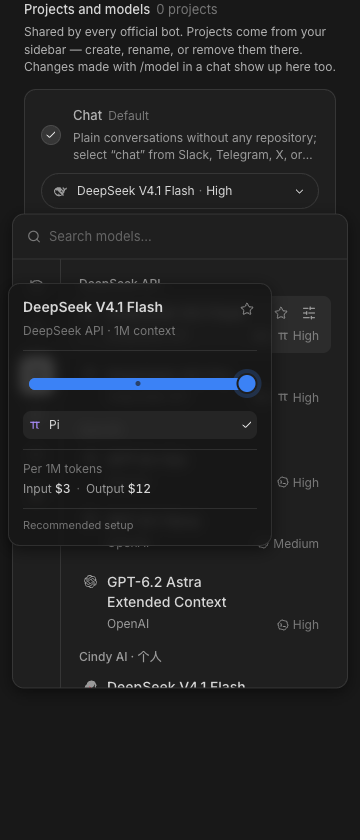 Projects and models 0 projects
Shared by every official bot. Projects come from your
sidebar — create, rename, or remove them there.
Changes made with /model in a chat show up here too.
Chat Default
Plain conversations without any repository;
select “chat” from Slack, Telegram, X, or...
DeepSeek V4.1 Flash · High
Search models...
DeepSeek API
DeepSeek V4.1 Flash
DeepSeek API · 1M context
High
High
Pi
Per 1M tokens
Input $3 · Output $12
High
Recommended setup
OpenAI
Medium
GPT-6.2 Astra
Extended Context
OpenAI
High
Cindy AI · 个人
DeepSeek V4.1 Flash